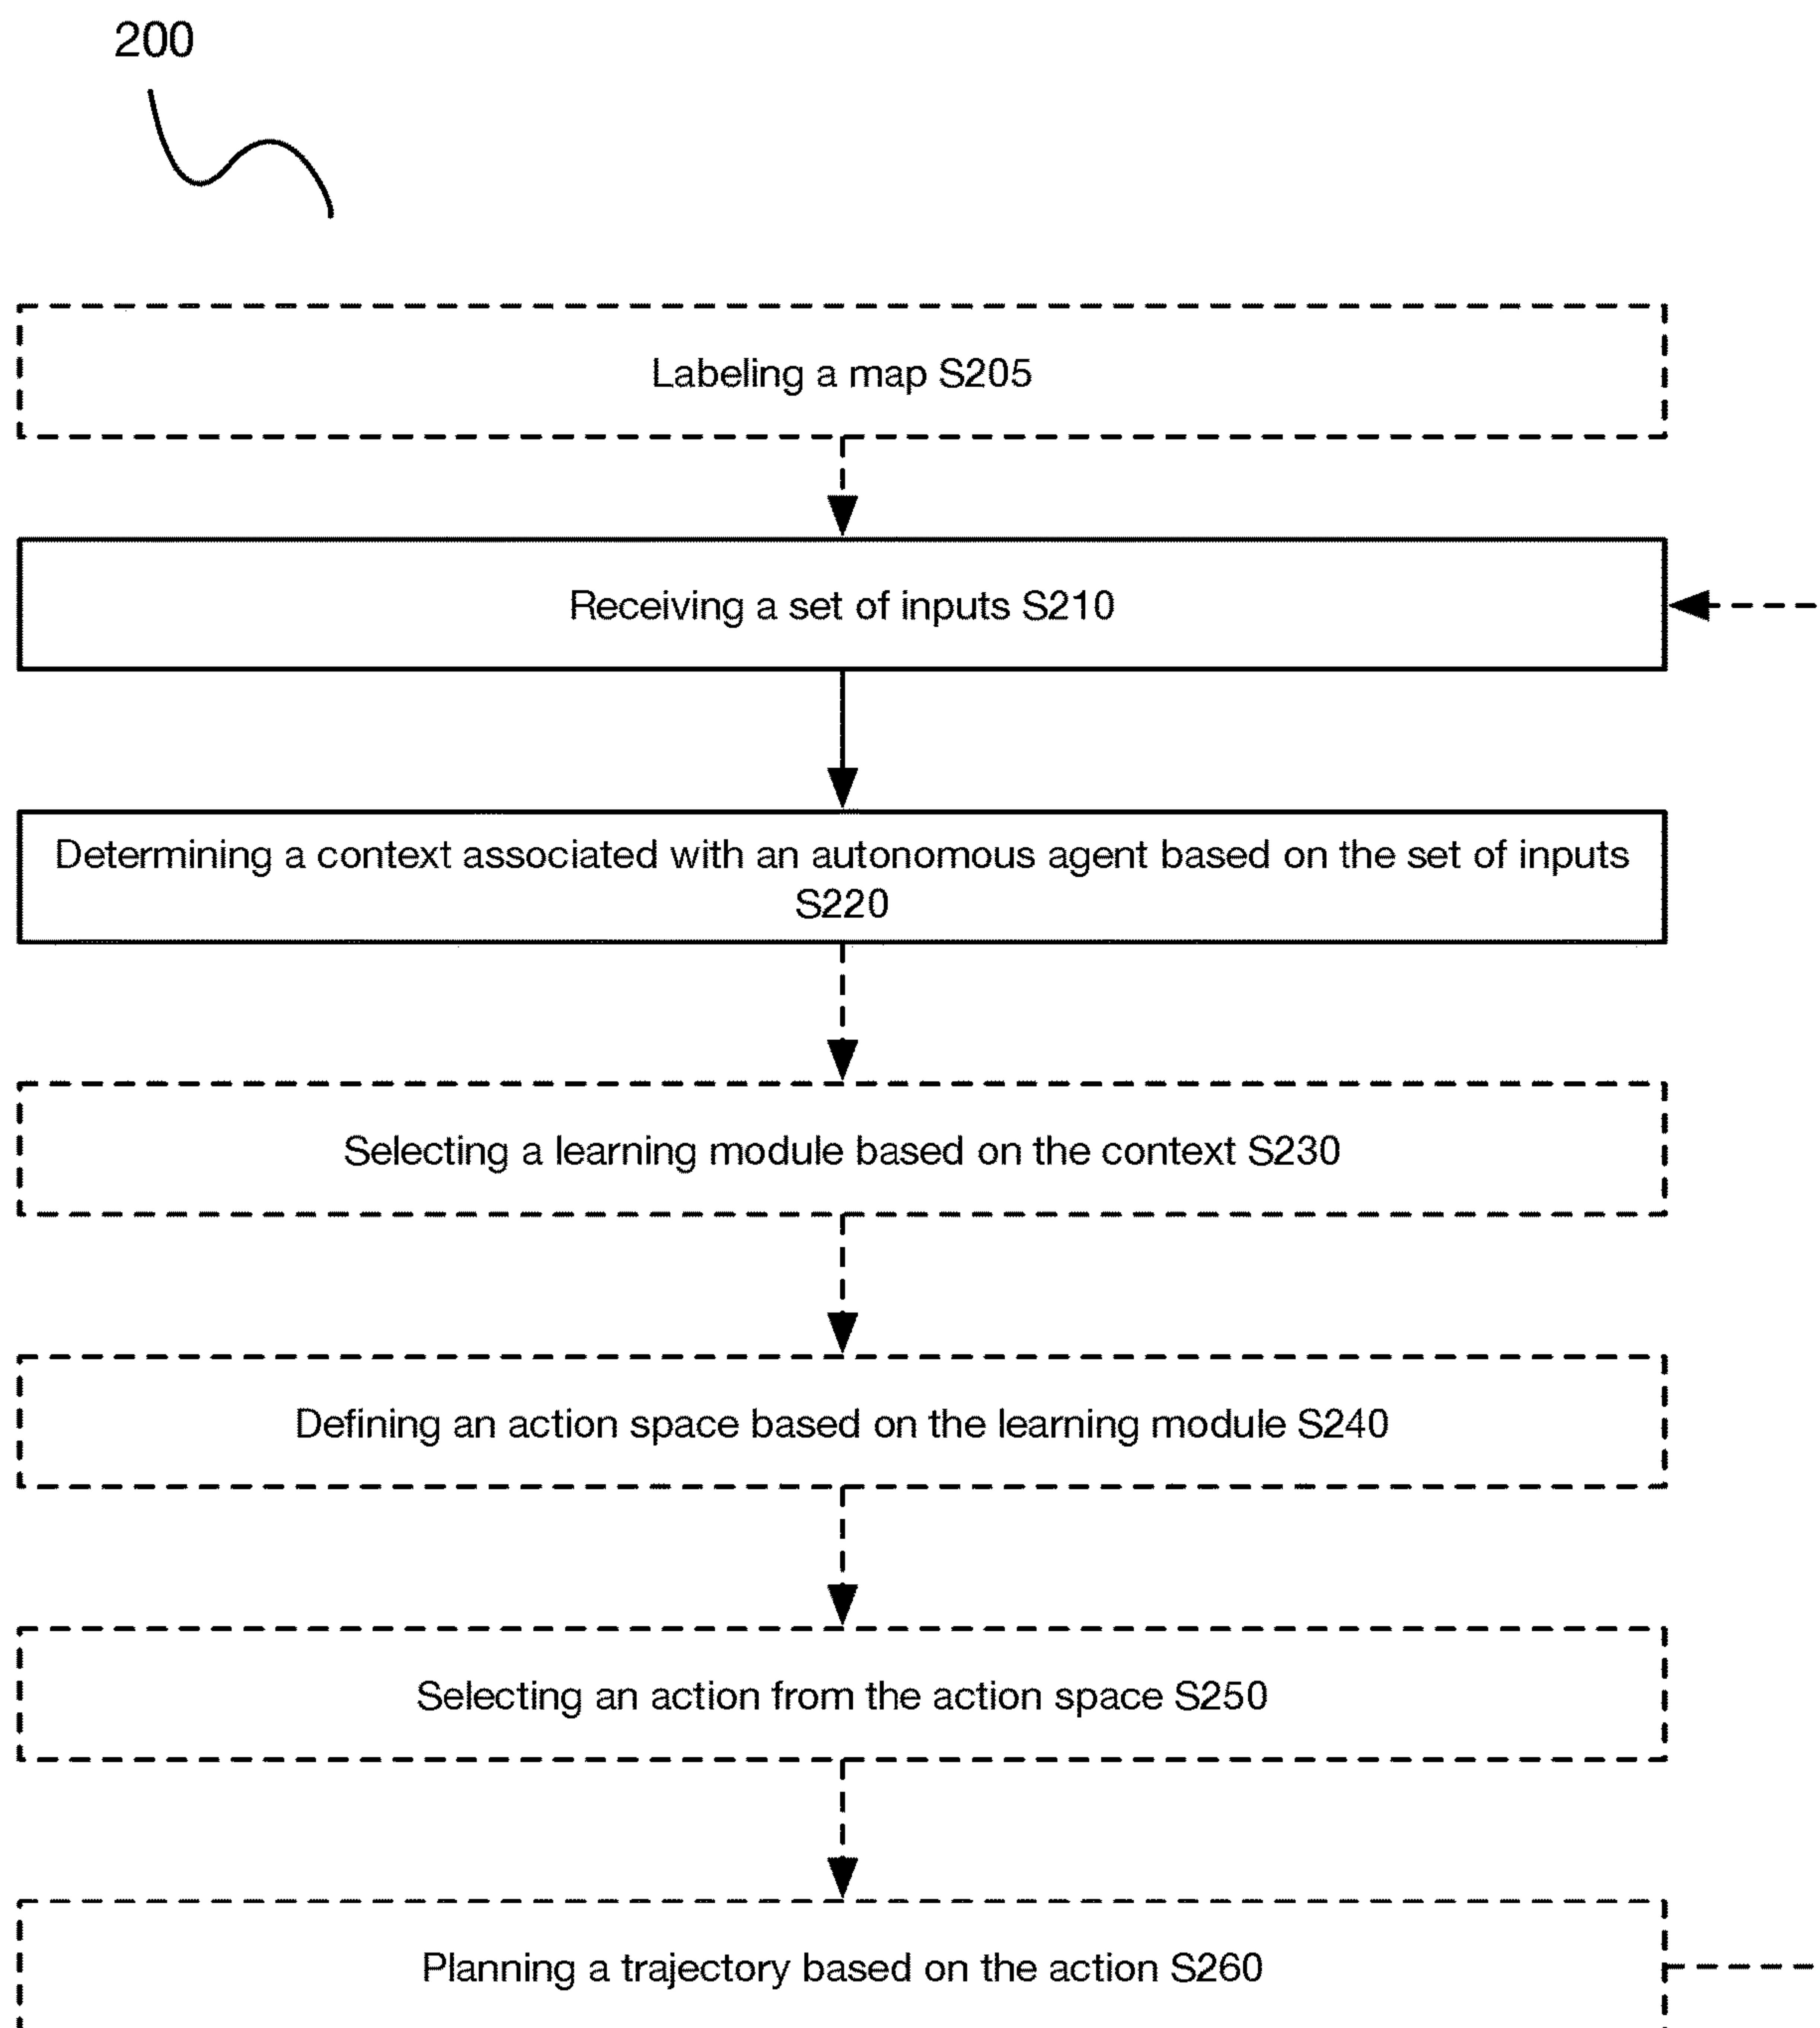 200
Labeling a map S205
Receiving a set of inputs S210
Determining a context associated with an autonomous agent based on the set of inputs
S220
Selecting a learning module based on the context S230
Defining an action space based on the learning module S240
Selecting an action from the action space S250
Planning a trajectory based on the action S260